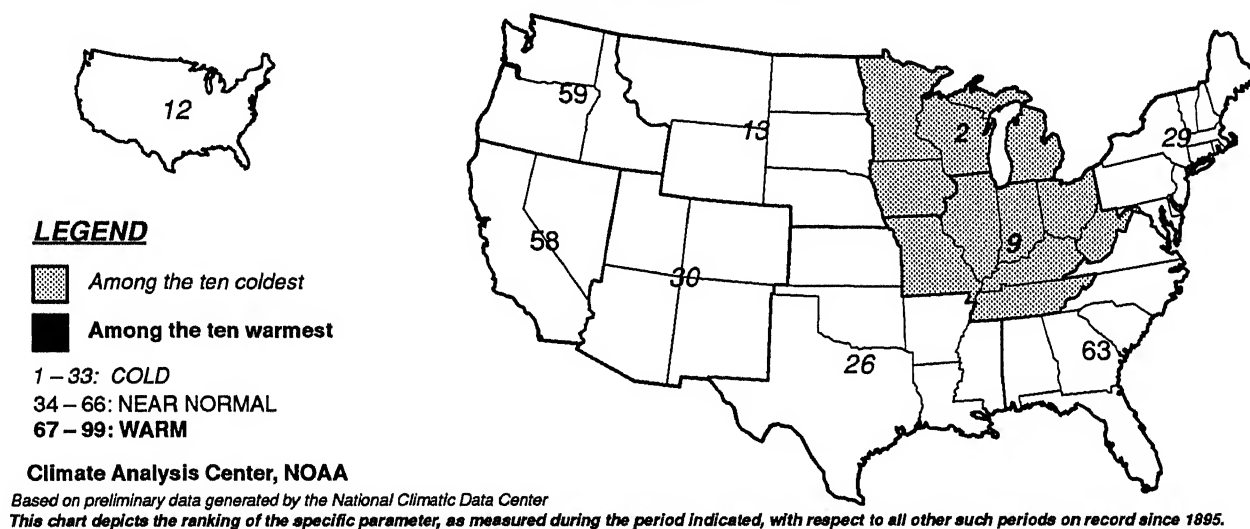 12
59
13
2
29
58
30
9
26
63
LEGEND
Among the ten coldest
Among the ten warmest
1 – 33: COLD
34 – 66: NEAR NORMAL
67 – 99: WARM
Climate Analysis Center, NOAA
Based on preliminary data generated by the National Climatic Data Center
This chart depicts the ranking of the specific parameter, as measured during the period indicated, with respect to all other such periods on record since 1895.